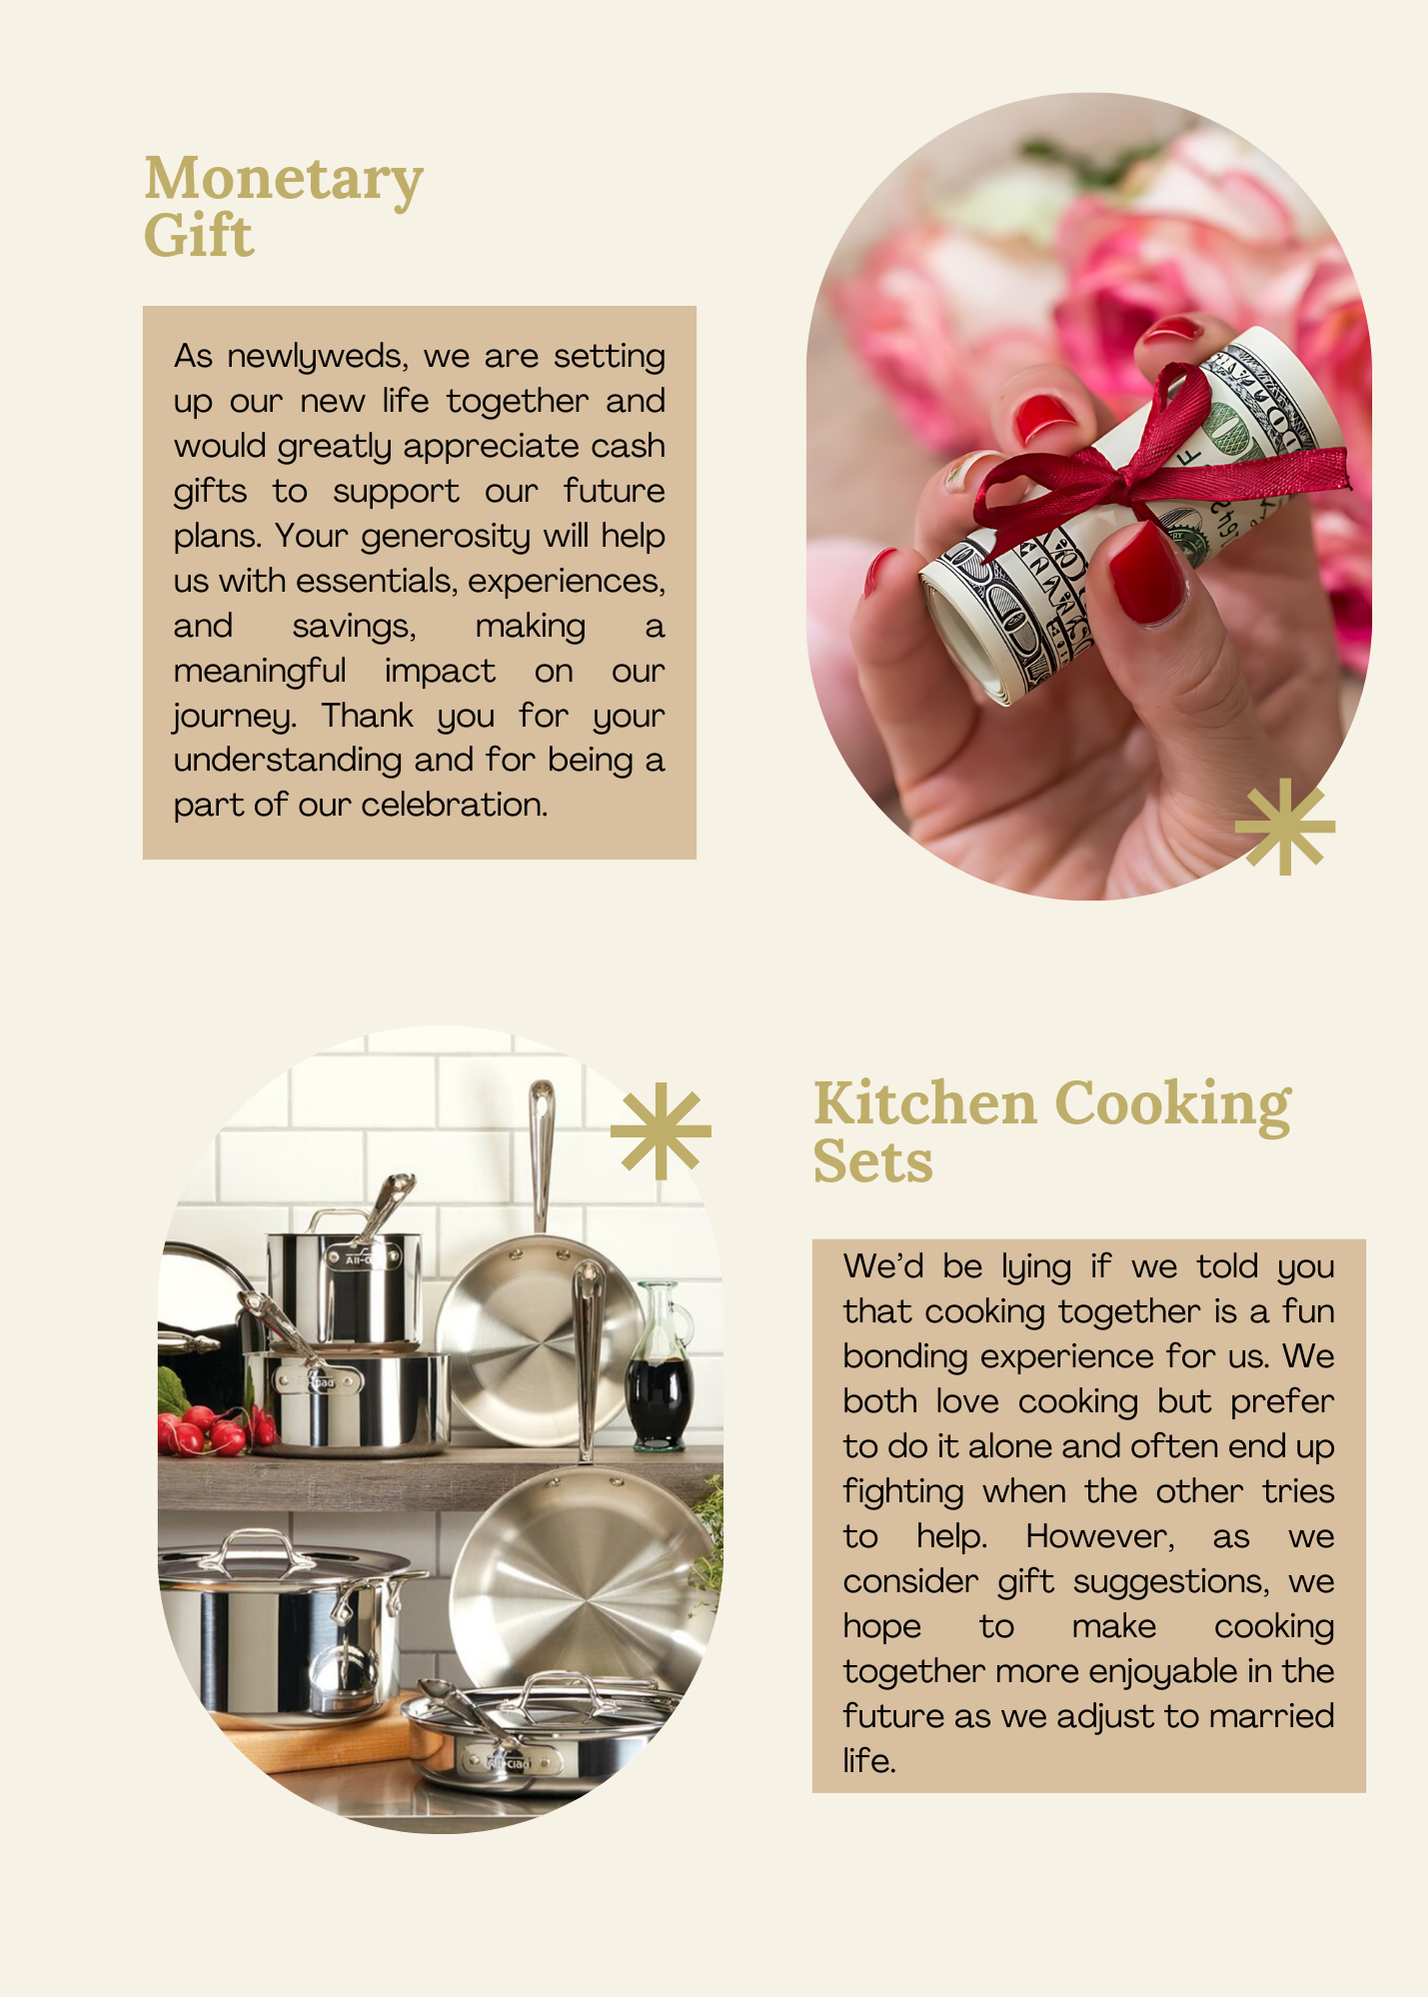 Monetary
Gift
As newlyweds, we are setting
up our new life together and
would greatly appreciate cash
gifts to support our future
plans. Your generosity will help
us with essentials, experiences,
and savings, making a
meaningful impact on our
journey. Thank you for your
understanding and for being a
part of our celebration.
Kitchen Cooking
Sets
We’d be lying if we told you
that cooking together is a fun
bonding experience for us. We
both love cooking but prefer
to do it alone and often end up
fighting when the other tries
to help. However, as we
consider gift suggestions, we
hope to make cooking
together more enjoyable in the
future as we adjust to married
life.
All-Clad